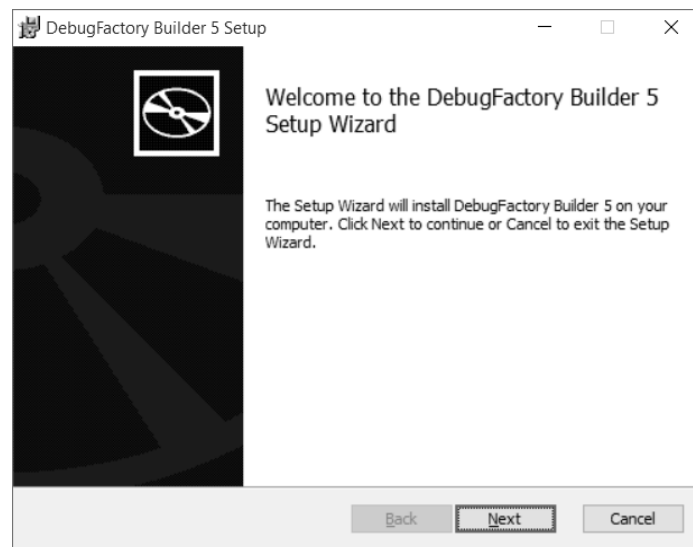 DebugFactory Builder 5 Setup
Welcome to the DebugFactory Builder 5
Setup Wizard
The Setup Wizard will install DebugFactory Builder 5 on your
computer. Click Next to continue or Cancel to exit the Setup
Wizard.
Back Next Cancel